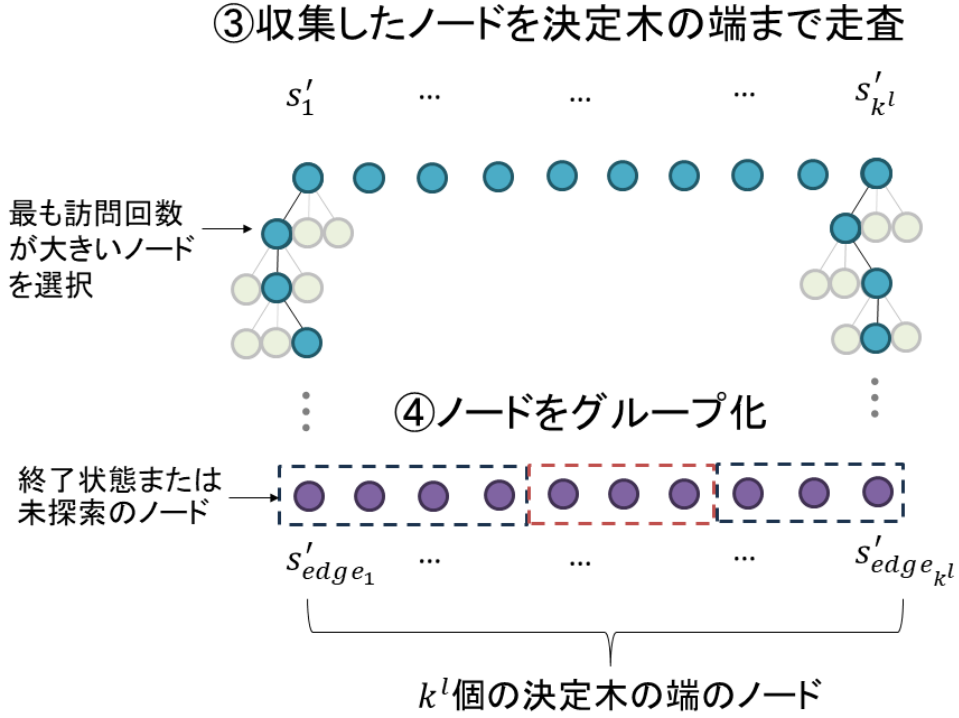 ③収集したノードを決定木の端まで走査
s′₁ … … … s′ₖˡ
最も訪問回数
が大きいノード
を選択
④ノードをグループ化
終了状態または
未探索のノード
s′edge₁ … … … s′edgeₖˡ
kˡ個の決定木の端のノード